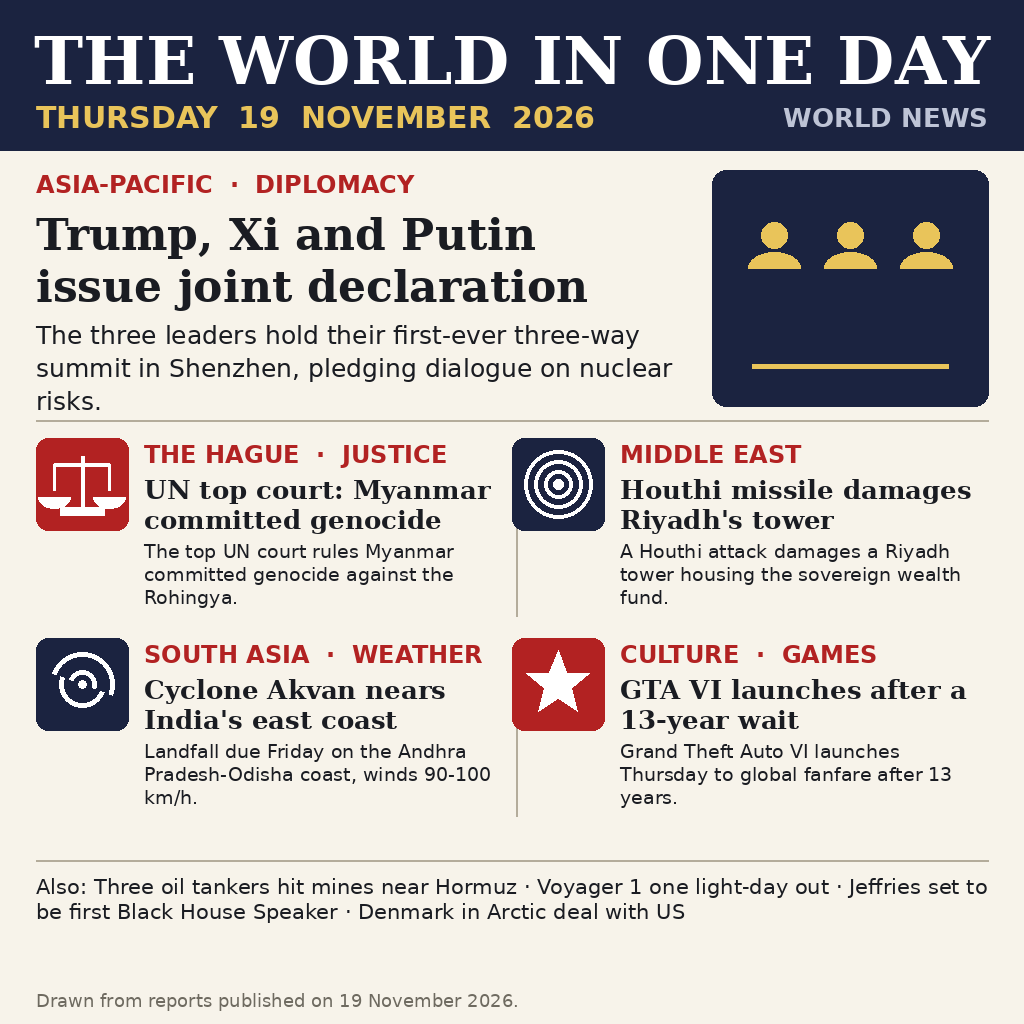 THE WORLD IN ONE DAY
THURSDAY 19 NOVEMBER 2026
WORLD NEWS
ASIA-PACIFIC · DIPLOMACY
Trump, Xi and Putin
issue joint declaration
The three leaders hold their first-ever three-way
summit in Shenzhen, pledging dialogue on nuclear
risks.
THE HAGUE · JUSTICE
UN top court: Myanmar
committed genocide
The top UN court rules Myanmar
committed genocide against the
Rohingya.
MIDDLE EAST
Houthi missile damages
Riyadh's tower
A Houthi attack damages a Riyadh
tower housing the sovereign wealth
fund.
SOUTH ASIA · WEATHER
Cyclone Akvan nears
India's east coast
Landfall due Friday on the Andhra
Pradesh-Odisha coast, winds 90-100
km/h.
CULTURE · GAMES
GTA VI launches after a
13-year wait
Grand Theft Auto VI launches
Thursday to global fanfare after 13
years.
Also: Three oil tankers hit mines near Hormuz · Voyager 1 one light-day out · Jeffries set to
be first Black House Speaker · Denmark in Arctic deal with US
Drawn from reports published on 19 November 2026.